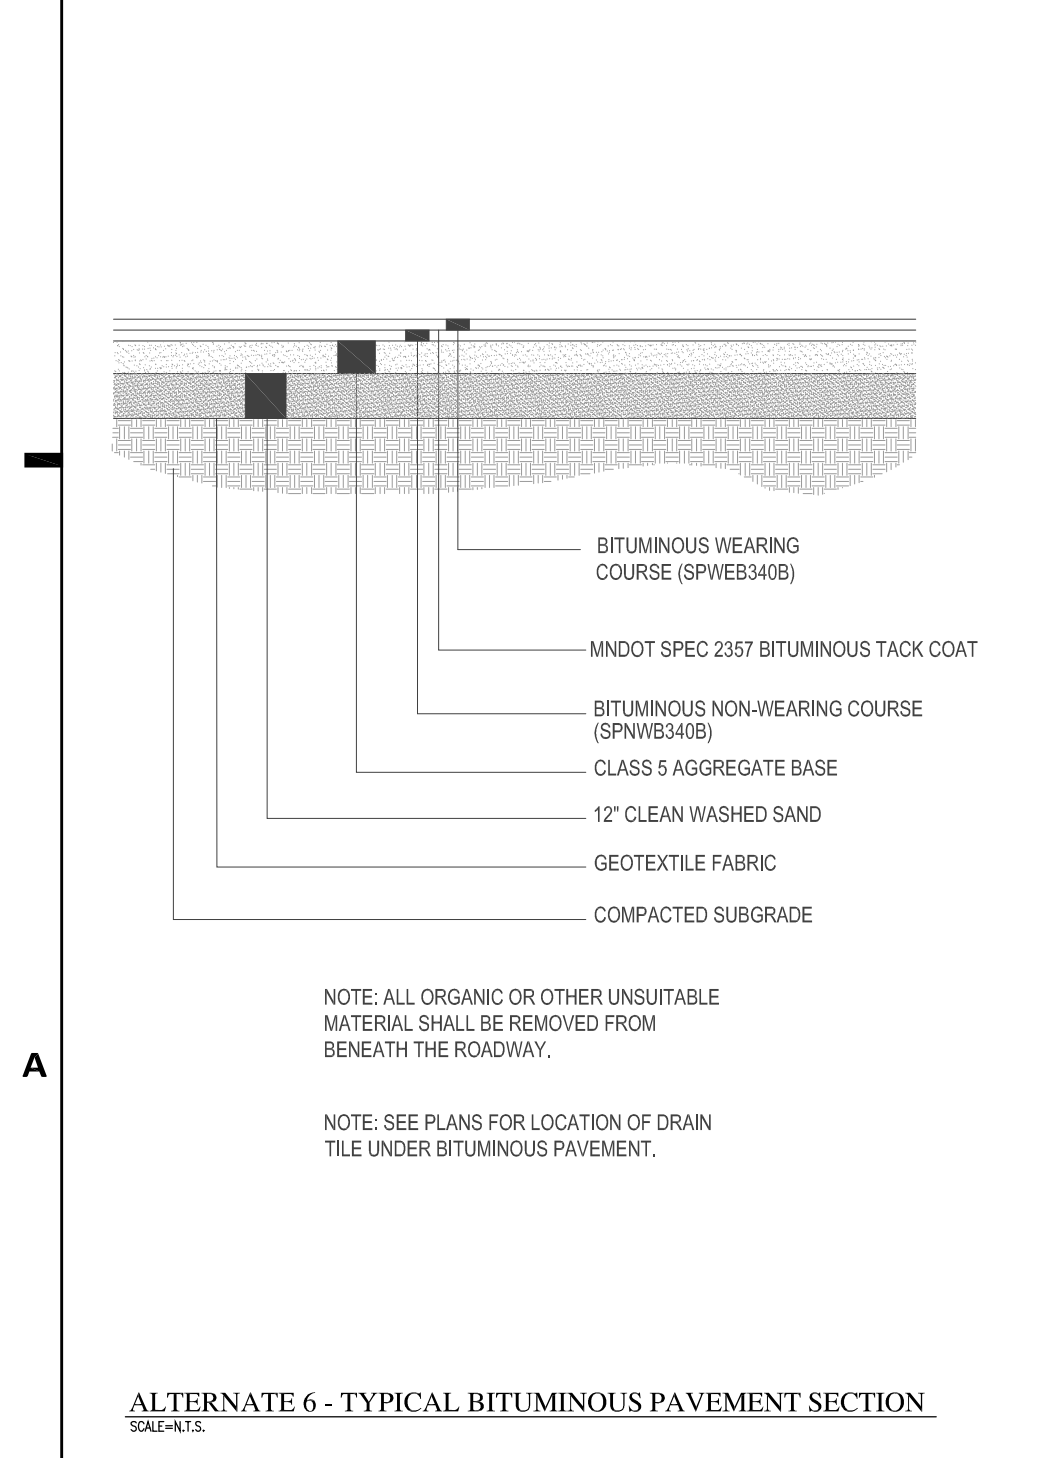 BITUMINOUS WEARING
COURSE (SPWEB340B)
MNDOT SPEC 2357 BITUMINOUS TACK COAT
BITUMINOUS NON-WEARING COURSE
(SPNWB340B)
CLASS 5 AGGREGATE BASE
12" CLEAN WASHED SAND
GEOTEXTILE FABRIC
COMPACTED SUBGRADE
NOTE: ALL ORGANIC OR OTHER UNSUITABLE
MATERIAL SHALL BE REMOVED FROM
BENEATH THE ROADWAY.
A
NOTE: SEE PLANS FOR LOCATION OF DRAIN
TILE UNDER BITUMINOUS PAVEMENT.
ALTERNATE 6 - TYPICAL BITUMINOUS PAVEMENT SECTION
SCALE=N.T.S.